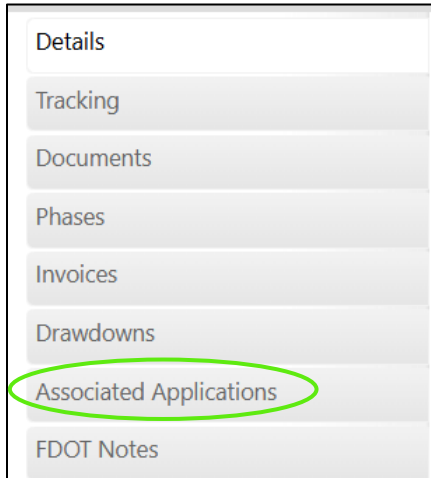 Details
Tracking
Documents
Phases
Invoices
Drawdowns
Associated Applications
FDOT Notes